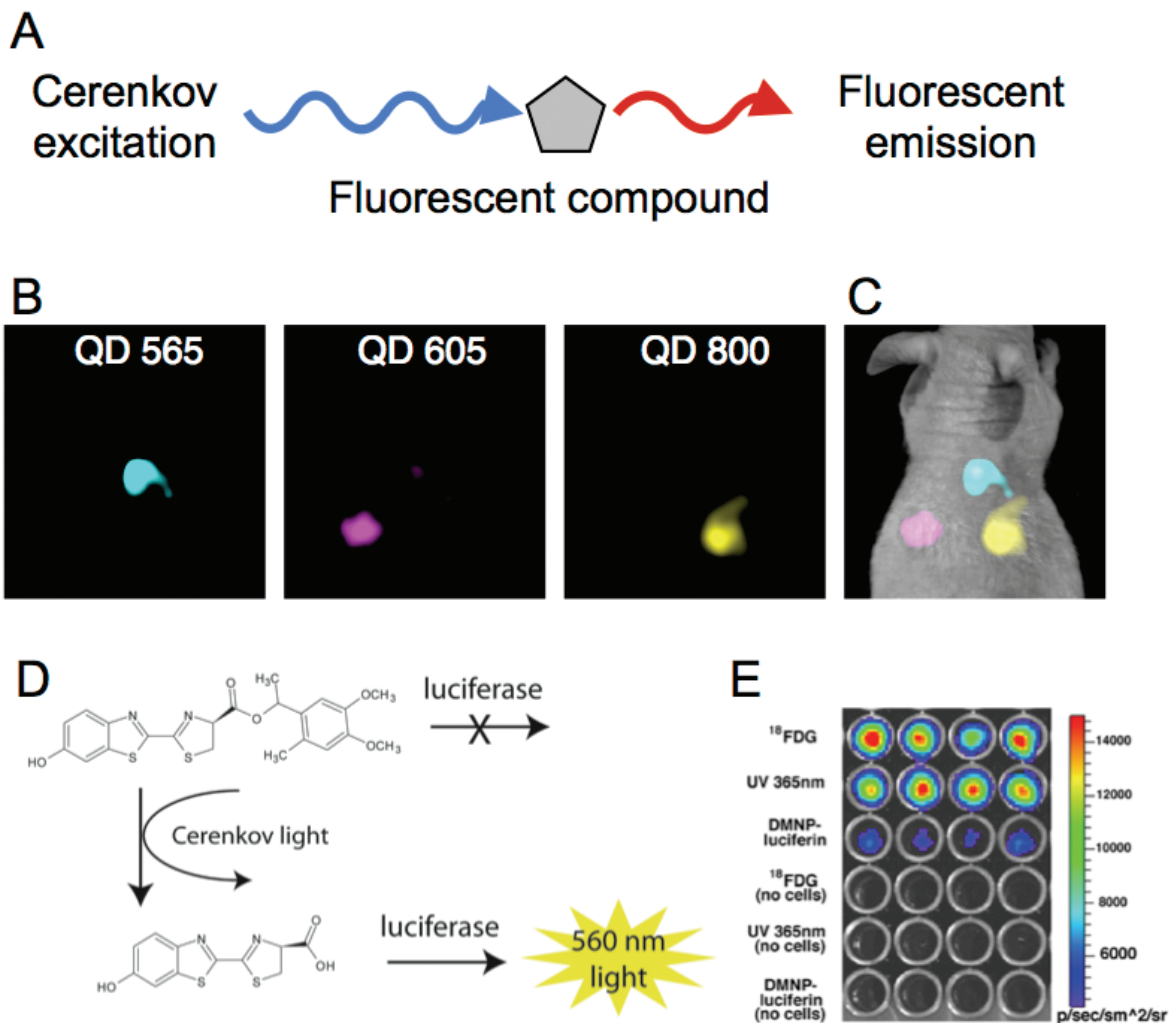 A
Cerenkov
excitation
Fluorescent
emission
Fluorescent compound
B
QD 565
QD 605
QD 800
C
D
H₃C
O
O
OCH₃
OCH₃
H₃C
N
N
S
S
HO
luciferase
X
Cerenkov light
N
N
S
S
O
OH
HO
luciferase
560 nm
light
E
¹⁸FDG
UV 365nm
DMNP-
luciferin
¹⁸FDG
(no cells)
UV 365nm
(no cells)
DMNP-
luciferin
(no cells)
14000
12000
10000
8000
6000
p/sec/sm^2/sr